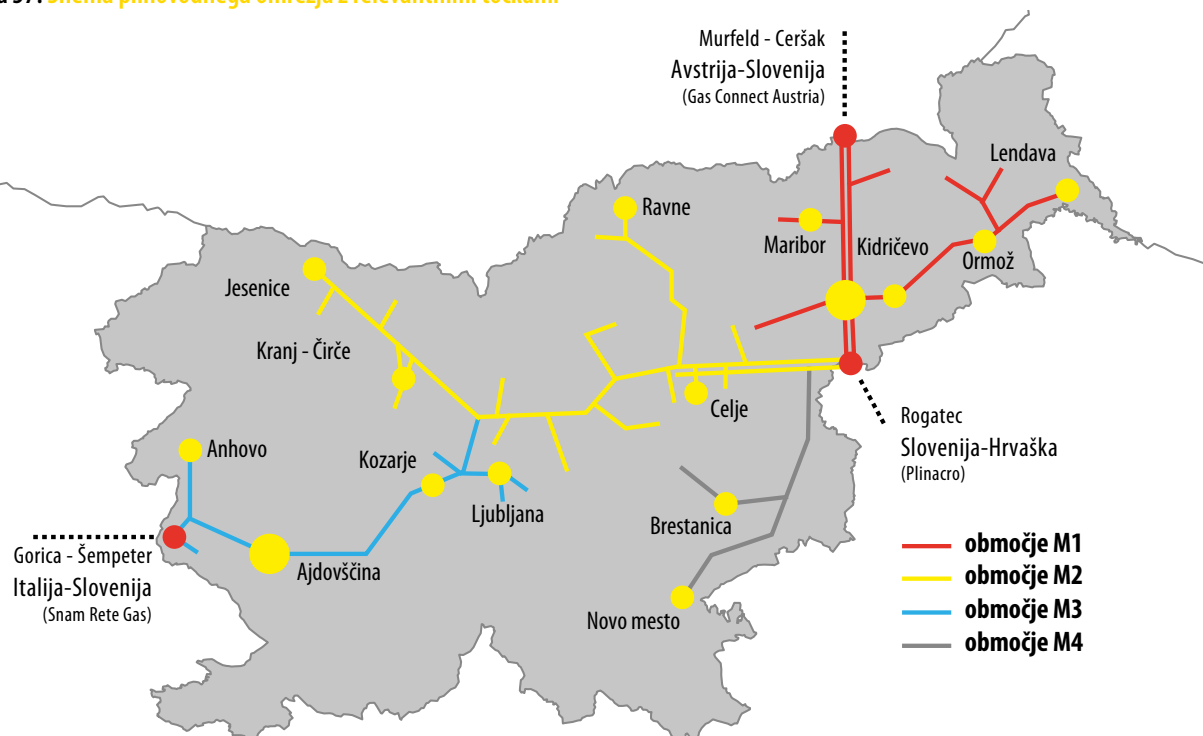 Murfeld - Ceršak
Avstrija-Slovenija
(Gas Connect Austria)
Lendava
Ravne
Maribor
Kidričevo
Ormož
Jesenice
Kranj - Čirče
Celje
Rogatec
Slovenija-Hrvaška
(Plinacro)
Anhovo
Kozarje
Ljubljana
Brestanica
Gorica - Šempeter
Italija-Slovenija
(Snam Rete Gas)
Ajdovščina
Novo mesto
območje M1
območje M2
območje M3
območje M4